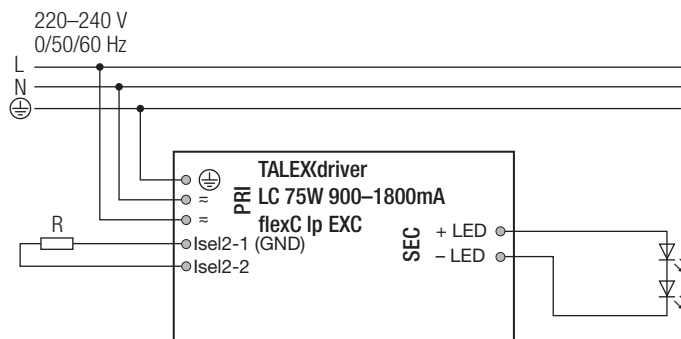 220–240 V
0/50/60 Hz
L
N
TALEXXdriver
LC 75W 900–1800mA
flexC lp EXC
PRI
≂
≂
R
Isel2-1 (GND)
Isel2-2
SEC
+ LED
– LED